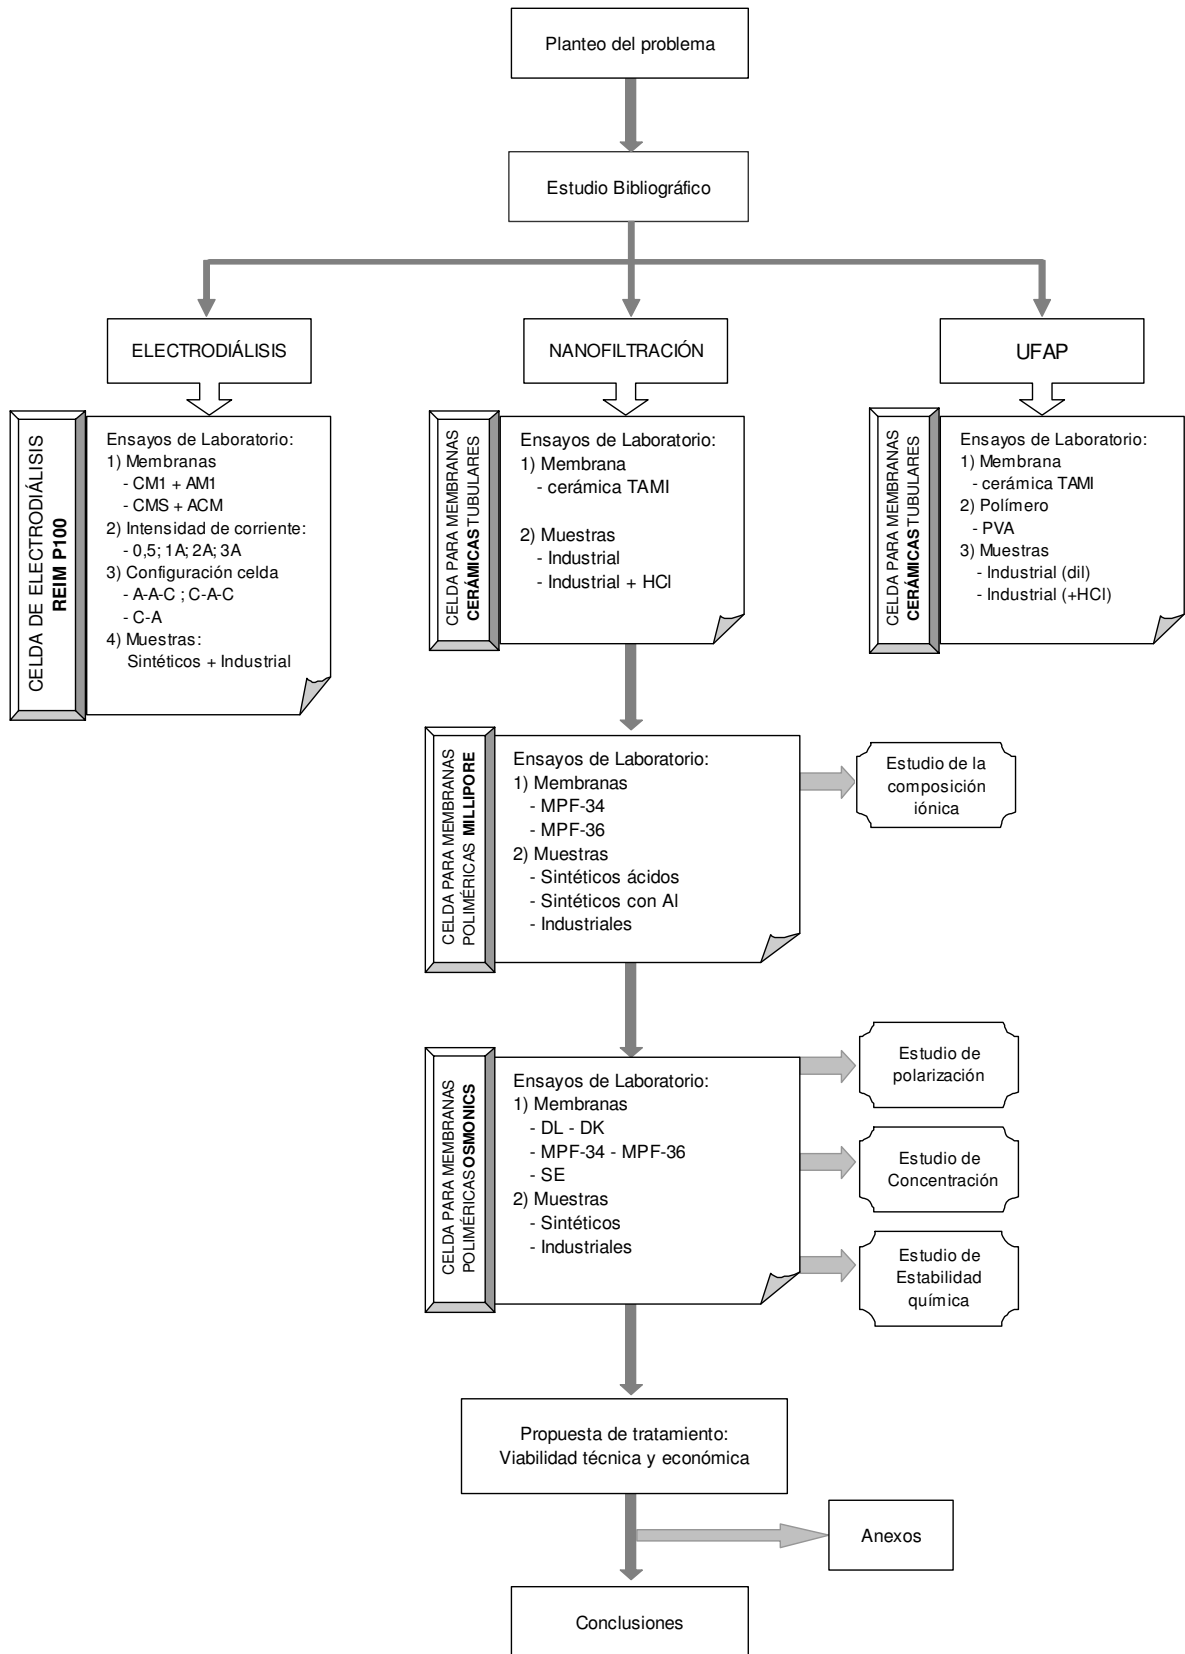 Planteo del problema
Estudio Bibliográfico
ELECTRODIÁLISIS
NANOFILTRACIÓN
UFAP
CELDA DE ELECTRODIÁLISIS
REIM P100
Ensayos de Laboratorio:
1) Membranas
- CM1 + AM1
- CMS + ACM
2) Intensidad de corriente:
- 0,5; 1A; 2A; 3A
3) Configuración celda
- A-A-C ; C-A-C
- C-A
4) Muestras:
Sintéticos + Industrial
CELDA PARA MEMBRANAS
CERÁMICAS TUBULARES
Ensayos de Laboratorio:
1) Membrana
- cerámica TAMI
2) Muestras
- Industrial
- Industrial + HCl
CELDA PARA MEMBRANAS
CERÁMICAS TUBULARES
Ensayos de Laboratorio:
1) Membrana
- cerámica TAMI
2) Polímero
- PVA
3) Muestras
- Industrial (dil)
- Industrial (+HCl)
CELDA PARA MEMBRANAS
POLIMÉRICAS MILLIPORE
Ensayos de Laboratorio:
1) Membranas
- MPF-34
- MPF-36
2) Muestras
- Sintéticos ácidos
- Sintéticos con Al
- Industriales
Estudio de la
composición
iónica
CELDA PARA MEMBRANAS
POLIMÉRICAS OSMONICS
Ensayos de Laboratorio:
1) Membranas
- DL - DK
- MPF-34 - MPF-36
- SE
2) Muestras
- Sintéticos
- Industriales
Estudio de
polarización
Estudio de
Concentración
Estudio de
Estabilidad
química
Propuesta de tratamiento:
Viabilidad técnica y económica
Anexos
Conclusiones